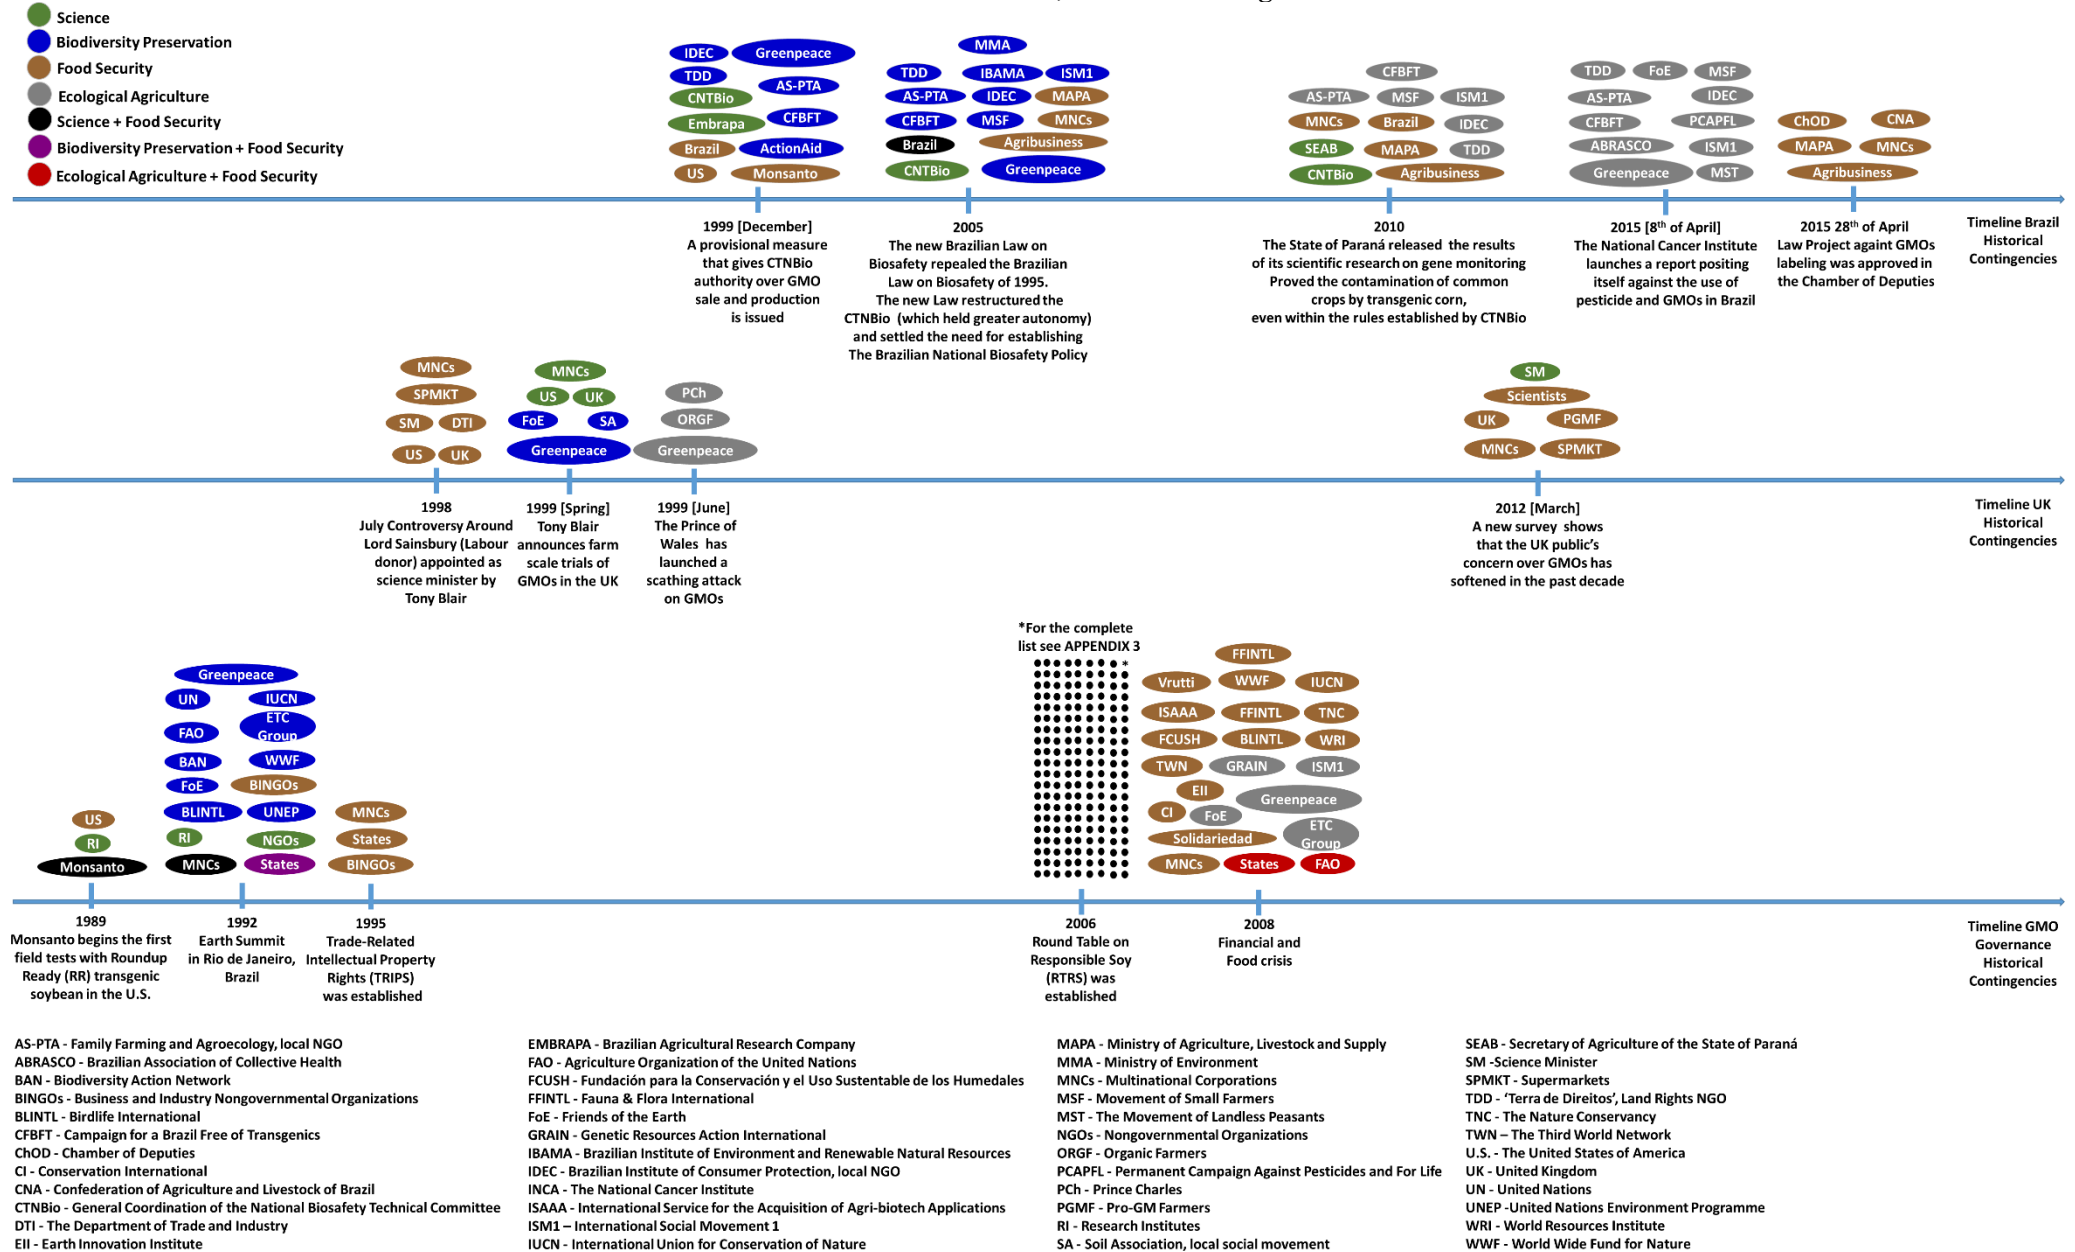 Science
Biodiversity Preservation
Food Security
Ecological Agriculture
Science + Food Security
Biodiversity Preservation + Food Security
Ecological Agriculture + Food Security
IDEC Greenpeace
TDD AS-PTA
CNTBio
Embrapa CFBFT
Brazil ActionAid
US Monsanto
MMA
TDD IBAMA ISM1
AS-PTA IDEC MAPA
CFBFT MSF MNCs
Brazil Agribusiness
CNTBio Greenpeace
CFBFT
AS-PTA MSF ISM1
MNCs Brazil IDEC
SEAB MAPA TDD
CNTBio Agribusiness
TDD FoE MSF
AS-PTA IDEC
CFBFT PCAPFL
ABRASCO ISM1
Greenpeace MST
ChOD CNA
MAPA MNCs
Agribusiness
1999 [December]
A provisional measure
that gives CTNBio
authority over GMO
sale and production
is issued
2005
The new Brazilian Law on
Biosafety repealed the Brazilian
Law on Biosafety of 1995.
The new Law restructured the
CTNBio (which held greater autonomy)
and settled the need for establishing
The Brazilian National Biosafety Policy
2010
The State of Paraná released the results
of its scientific research on gene monitoring
Proved the contamination of common
crops by transgenic corn,
even within the rules established by CTNBio
2015 [8th of April]
The National Cancer Institute
launches a report positing
itself against the use of
pesticide and GMOs in Brazil
2015 28th of April
Law Project againt GMOs
labeling was approved in
the Chamber of Deputies
Timeline Brazil
Historical
Contingencies
MNCs
SPMKT
SM DTI
US UK
MNCs
US UK
FoE SA
Greenpeace
PCh
ORGF
Greenpeace
SM
Scientists
UK PGMF
MNCs SPMKT
1998
July Controversy Around
Lord Sainsbury (Labour
donor) appointed as
science minister by
Tony Blair
1999 [Spring]
Tony Blair
announces farm
scale trials of
GMOs in the UK
1999 [June]
The Prince of
Wales has
launched a
scathing attack
on GMOs
2012 [March]
A new survey shows
that the UK public's
concern over GMOs has
softened in the past decade
Timeline UK
Historical
Contingencies
US
RI
Monsanto
Greenpeace
UN IUCN
FAO ETC
Group
BAN WWF
FoE BINGOs
BLINTL UNEP
RI NGOs
MNCs States
MNCs
States
BINGOs
*For the complete
list see APPENDIX 3
*
FFINTL
Vrutti WWF IUCN
ISAAA FFINTL TNC
FCUSH BLINTL WRI
TWN GRAIN ISM1
EII Greenpeace
CI FoE
ETC
Group
Solidariedad
MNCs States FAO
1989
Monsanto begins the first
field tests with Roundup
Ready (RR) transgenic
soybean in the U.S.
1992
Earth Summit
in Rio de Janeiro,
Brazil
1995
Trade-Related
Intellectual Property
Rights (TRIPS)
was established
2006
Round Table on
Responsible Soy
(RTRS) was
established
2008
Financial and
Food crisis
Timeline GMO
Governance
Historical
Contingencies
AS-PTA - Family Farming and Agroecology, local NGO
ABRASCO - Brazilian Association of Collective Health
BAN - Biodiversity Action Network
BINGOs - Business and Industry Nongovernmental Organizations
BLINTL - Birdlife International
CFBFT - Campaign for a Brazil Free of Transgenics
ChOD - Chamber of Deputies
CI - Conservation International
CNA - Confederation of Agriculture and Livestock of Brazil
CTNBio - General Coordination of the National Biosafety Technical Committee
DTI - The Department of Trade and Industry
EII - Earth Innovation Institute
EMBRAPA - Brazilian Agricultural Research Company
FAO - Agriculture Organization of the United Nations
FCUSH - Fundación para la Conservación y el Uso Sustentable de los Humedales
FFINTL - Fauna & Flora International
FoE - Friends of the Earth
GRAIN - Genetic Resources Action International
IBAMA - Brazilian Institute of Environment and Renewable Natural Resources
IDEC - Brazilian Institute of Consumer Protection, local NGO
INCA - The National Cancer Institute
ISAAA - International Service for the Acquisition of Agri-biotech Applications
ISM1 – International Social Movement 1
IUCN - International Union for Conservation of Nature
MAPA - Ministry of Agriculture, Livestock and Supply
MMA - Ministry of Environment
MNCs - Multinational Corporations
MSF - Movement of Small Farmers
MST - The Movement of Landless Peasants
NGOs - Nongovernmental Organizations
ORGF - Organic Farmers
PCAPFL - Permanent Campaign Against Pesticides and For Life
PCh - Prince Charles
PGMF - Pro-GM Farmers
RI - Research Institutes
SA - Soil Association, local social movement
SEAB - Secretary of Agriculture of the State of Paraná
SM -Science Minister
SPMKT - Supermarkets
TDD - ‘Terra de Direitos’, Land Rights NGO
TNC - The Nature Conservancy
TWN – The Third World Network
U.S. - The United States of America
UK - United Kingdom
UN - United Nations
UNEP -United Nations Environment Programme
WRI - World Resources Institute
WWF - World Wide Fund for Nature